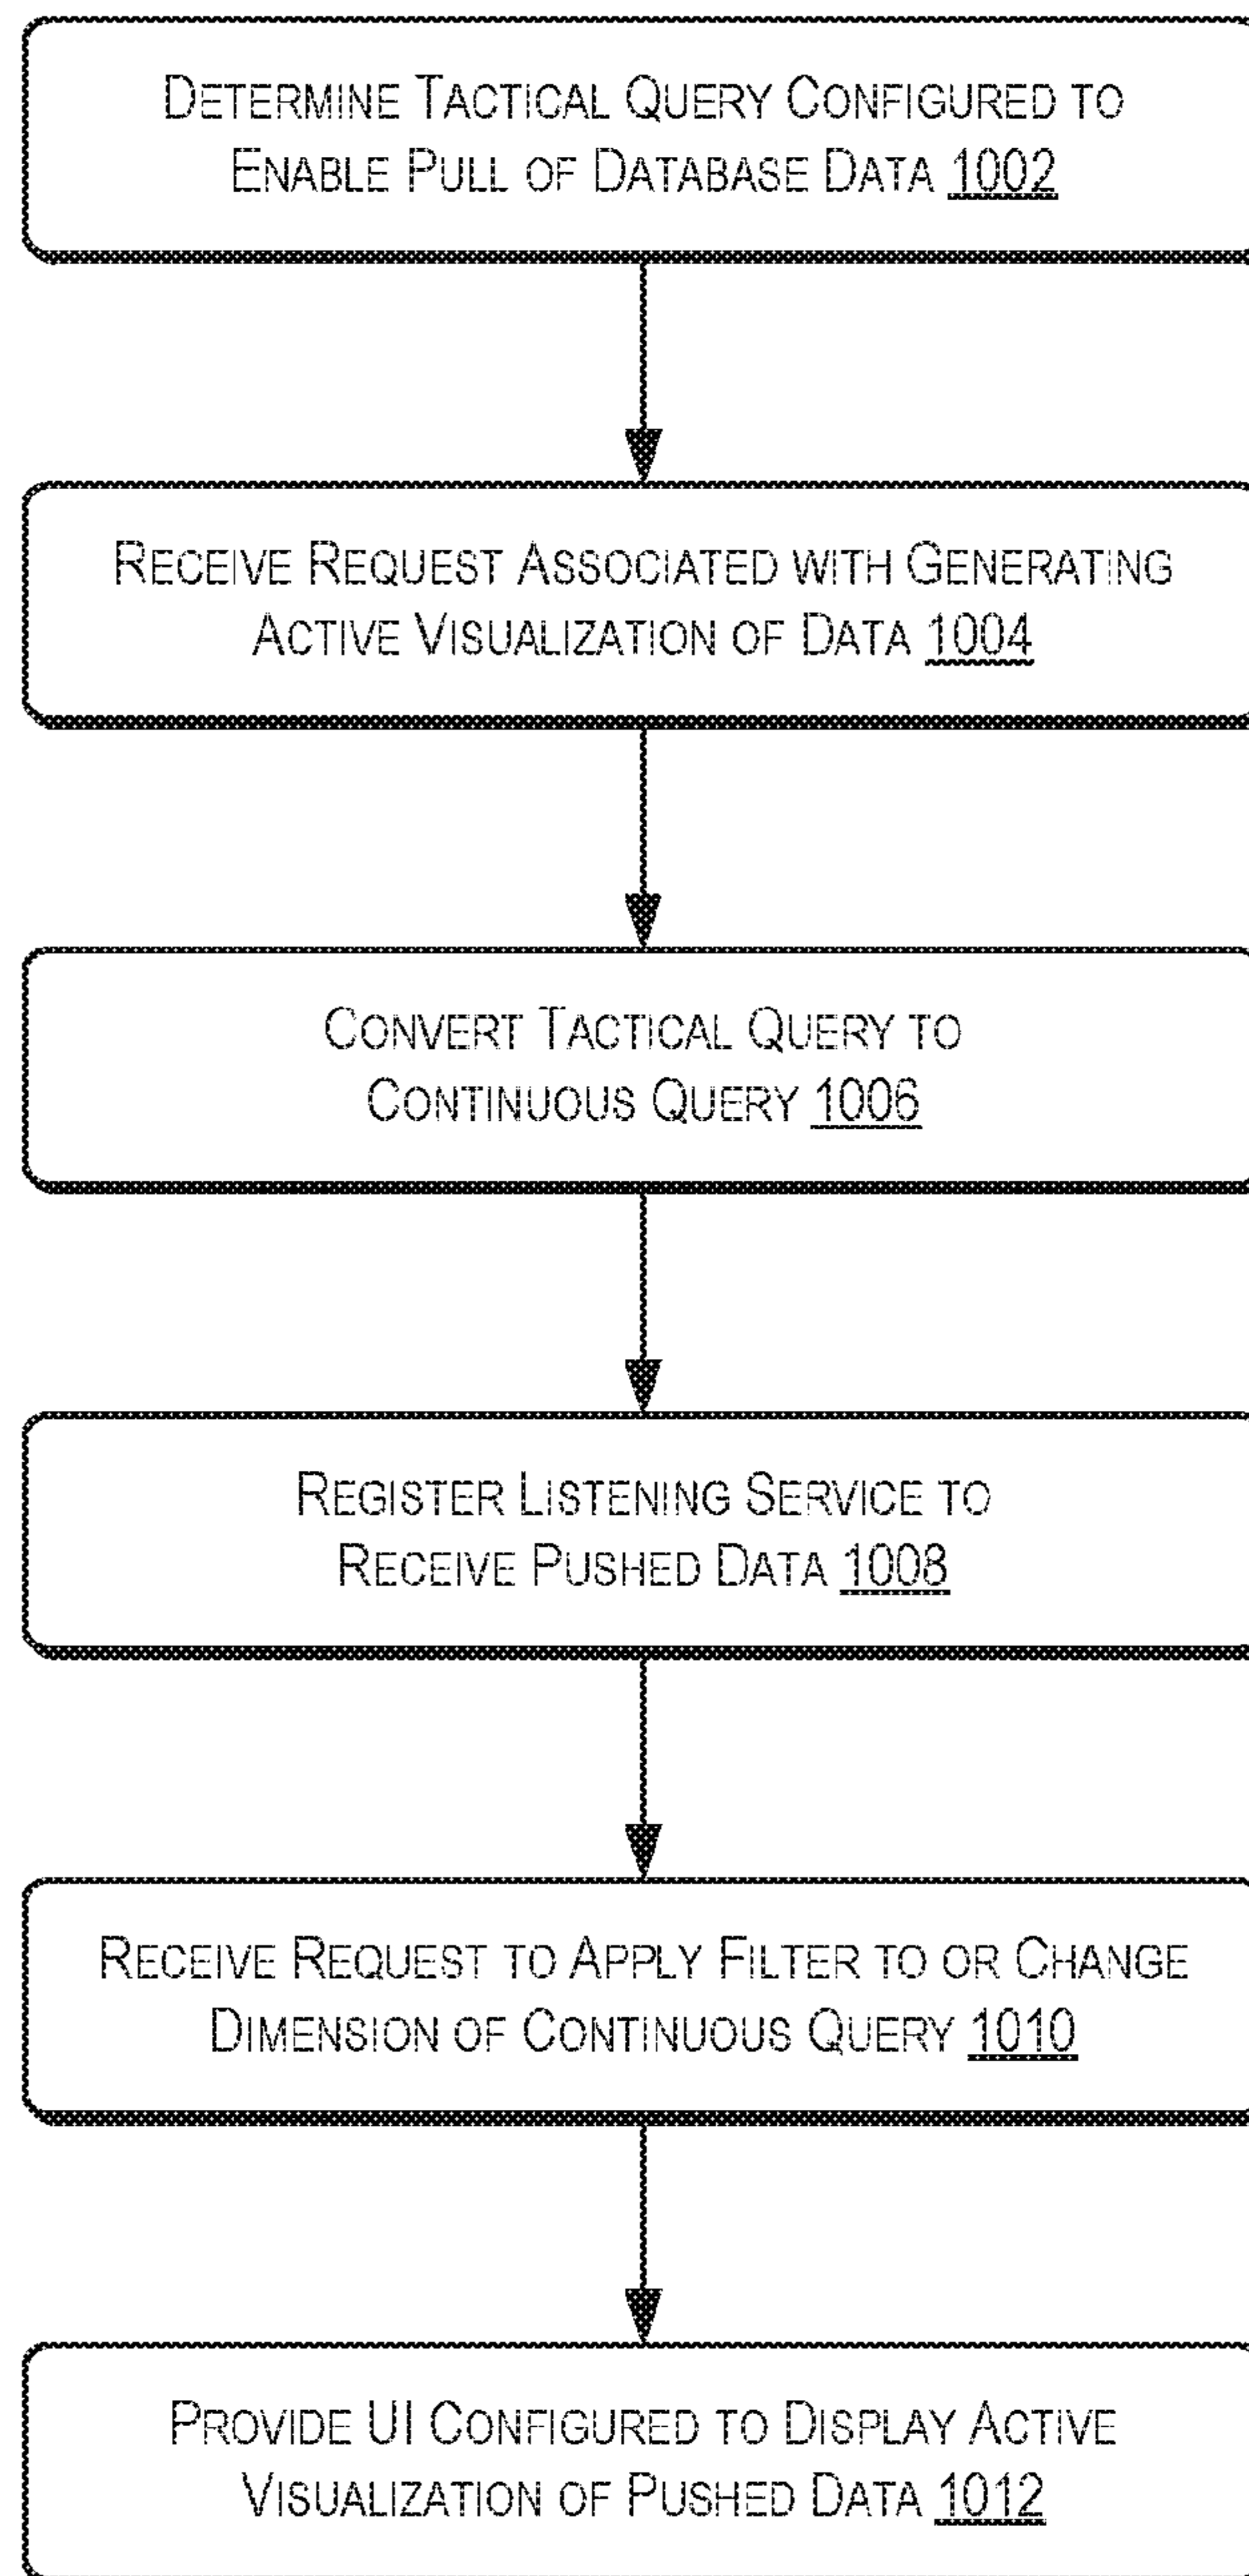 DETERMINE TACTICAL QUERY CONFIGURED TO
ENABLE PULL OF DATABASE DATA 1002
RECEIVE REQUEST ASSOCIATED WITH GENERATING
ACTIVE VISUALIZATION OF DATA 1004
CONVERT TACTICAL QUERY TO
CONTINUOUS QUERY 1006
REGISTER LISTENING SERVICE TO
RECEIVE PUSHED DATA 1008
RECEIVE REQUEST TO APPLY FILTER TO OR CHANGE
DIMENSION OF CONTINUOUS QUERY 1010
PROVIDE UI CONFIGURED TO DISPLAY ACTIVE
VISUALIZATION OF PUSHED DATA 1012